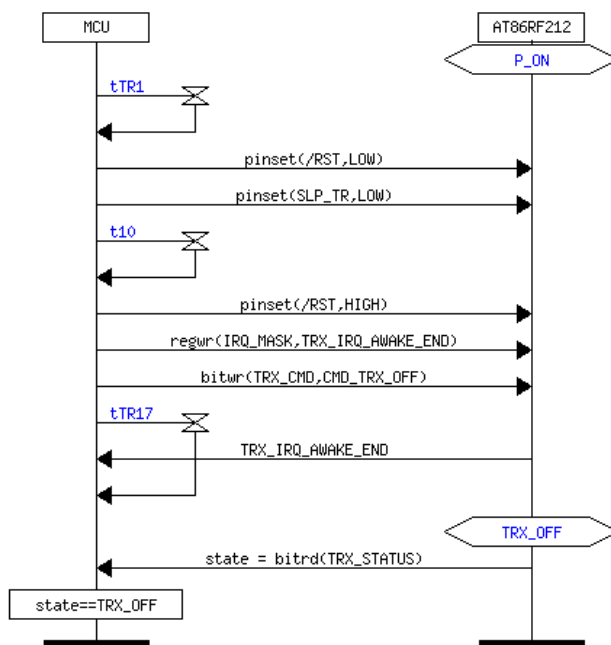 MCU AT86RF212
P_ON
tTR1
pinset(/RST,LOW)
pinset(SLP_TR,LOW)
t10
pinset(/RST,HIGH)
regwr(IRQ_MASK,TRX_IRQ_AWAKE_END)
bitwr(TRX_CMD,CMD_TRX_OFF)
tTR17
TRX_IRQ_AWAKE_END
TRX_OFF
state = bitrd(TRX_STATUS)
state==TRX_OFF